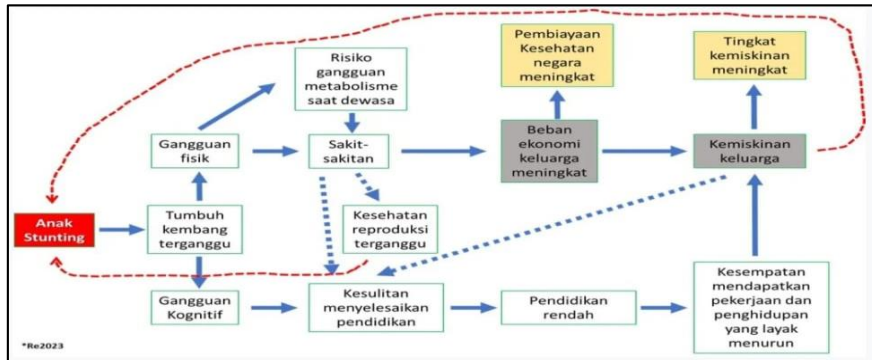 Pembiayaan
Kesehatan
negara
meningkat
Tingkat
kemiskinan
meningkat
Risiko
gangguan
metabolisme
saat dewasa
Gangguan
fisik
Sakit-
sakitan
Beban
ekonomi
keluarga
meningkat
Kemiskinan
keluarga
Anak
Stunting
Tumbuh
kembang
terganggu
Kesehatan
reproduksi
terganggu
Gangguan
Kognitif
Kesulitan
menyelesaikan
pendidikan
Pendidikan
rendah
Kesempatan
mendapatkan
pekerjaan dan
penghidupan
yang layak
menurun
*Re2023